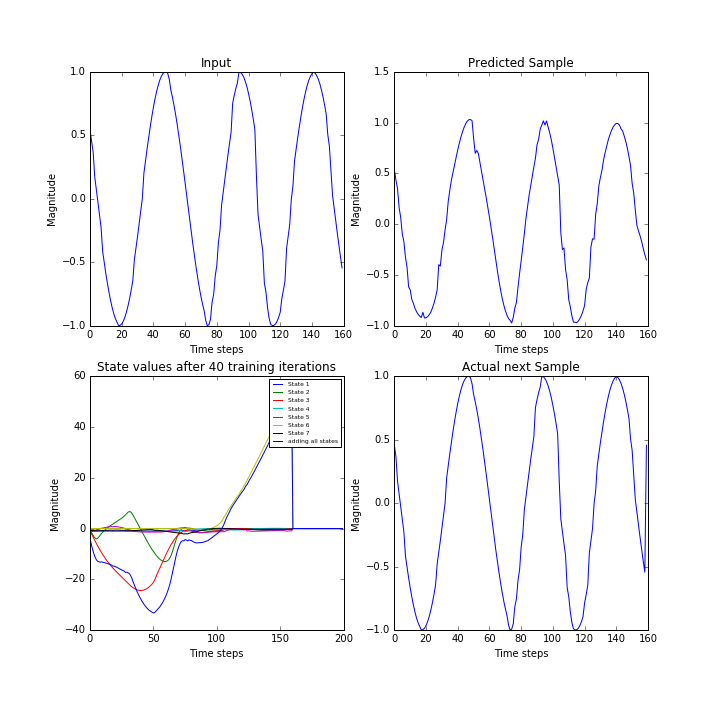 Input
Magnitude
1.0
0.5
0.0
−0.5
−1.0
0 20 40 60 80 100 120 140 160
Time steps
Predicted Sample
Magnitude
1.5
1.0
0.5
0.0
−0.5
−1.0
0 20 40 60 80 100 120 140 160
Time steps
State values after 40 training iterations
Magnitude
60
40
20
0
−20
−40
0 50 100 150 200
Time steps
State 1
State 2
State 3
State 4
State 5
State 6
State 7
adding all states
Actual next Sample
Magnitude
1.0
0.5
0.0
−0.5
−1.0
0 20 40 60 80 100 120 140 160
Time steps